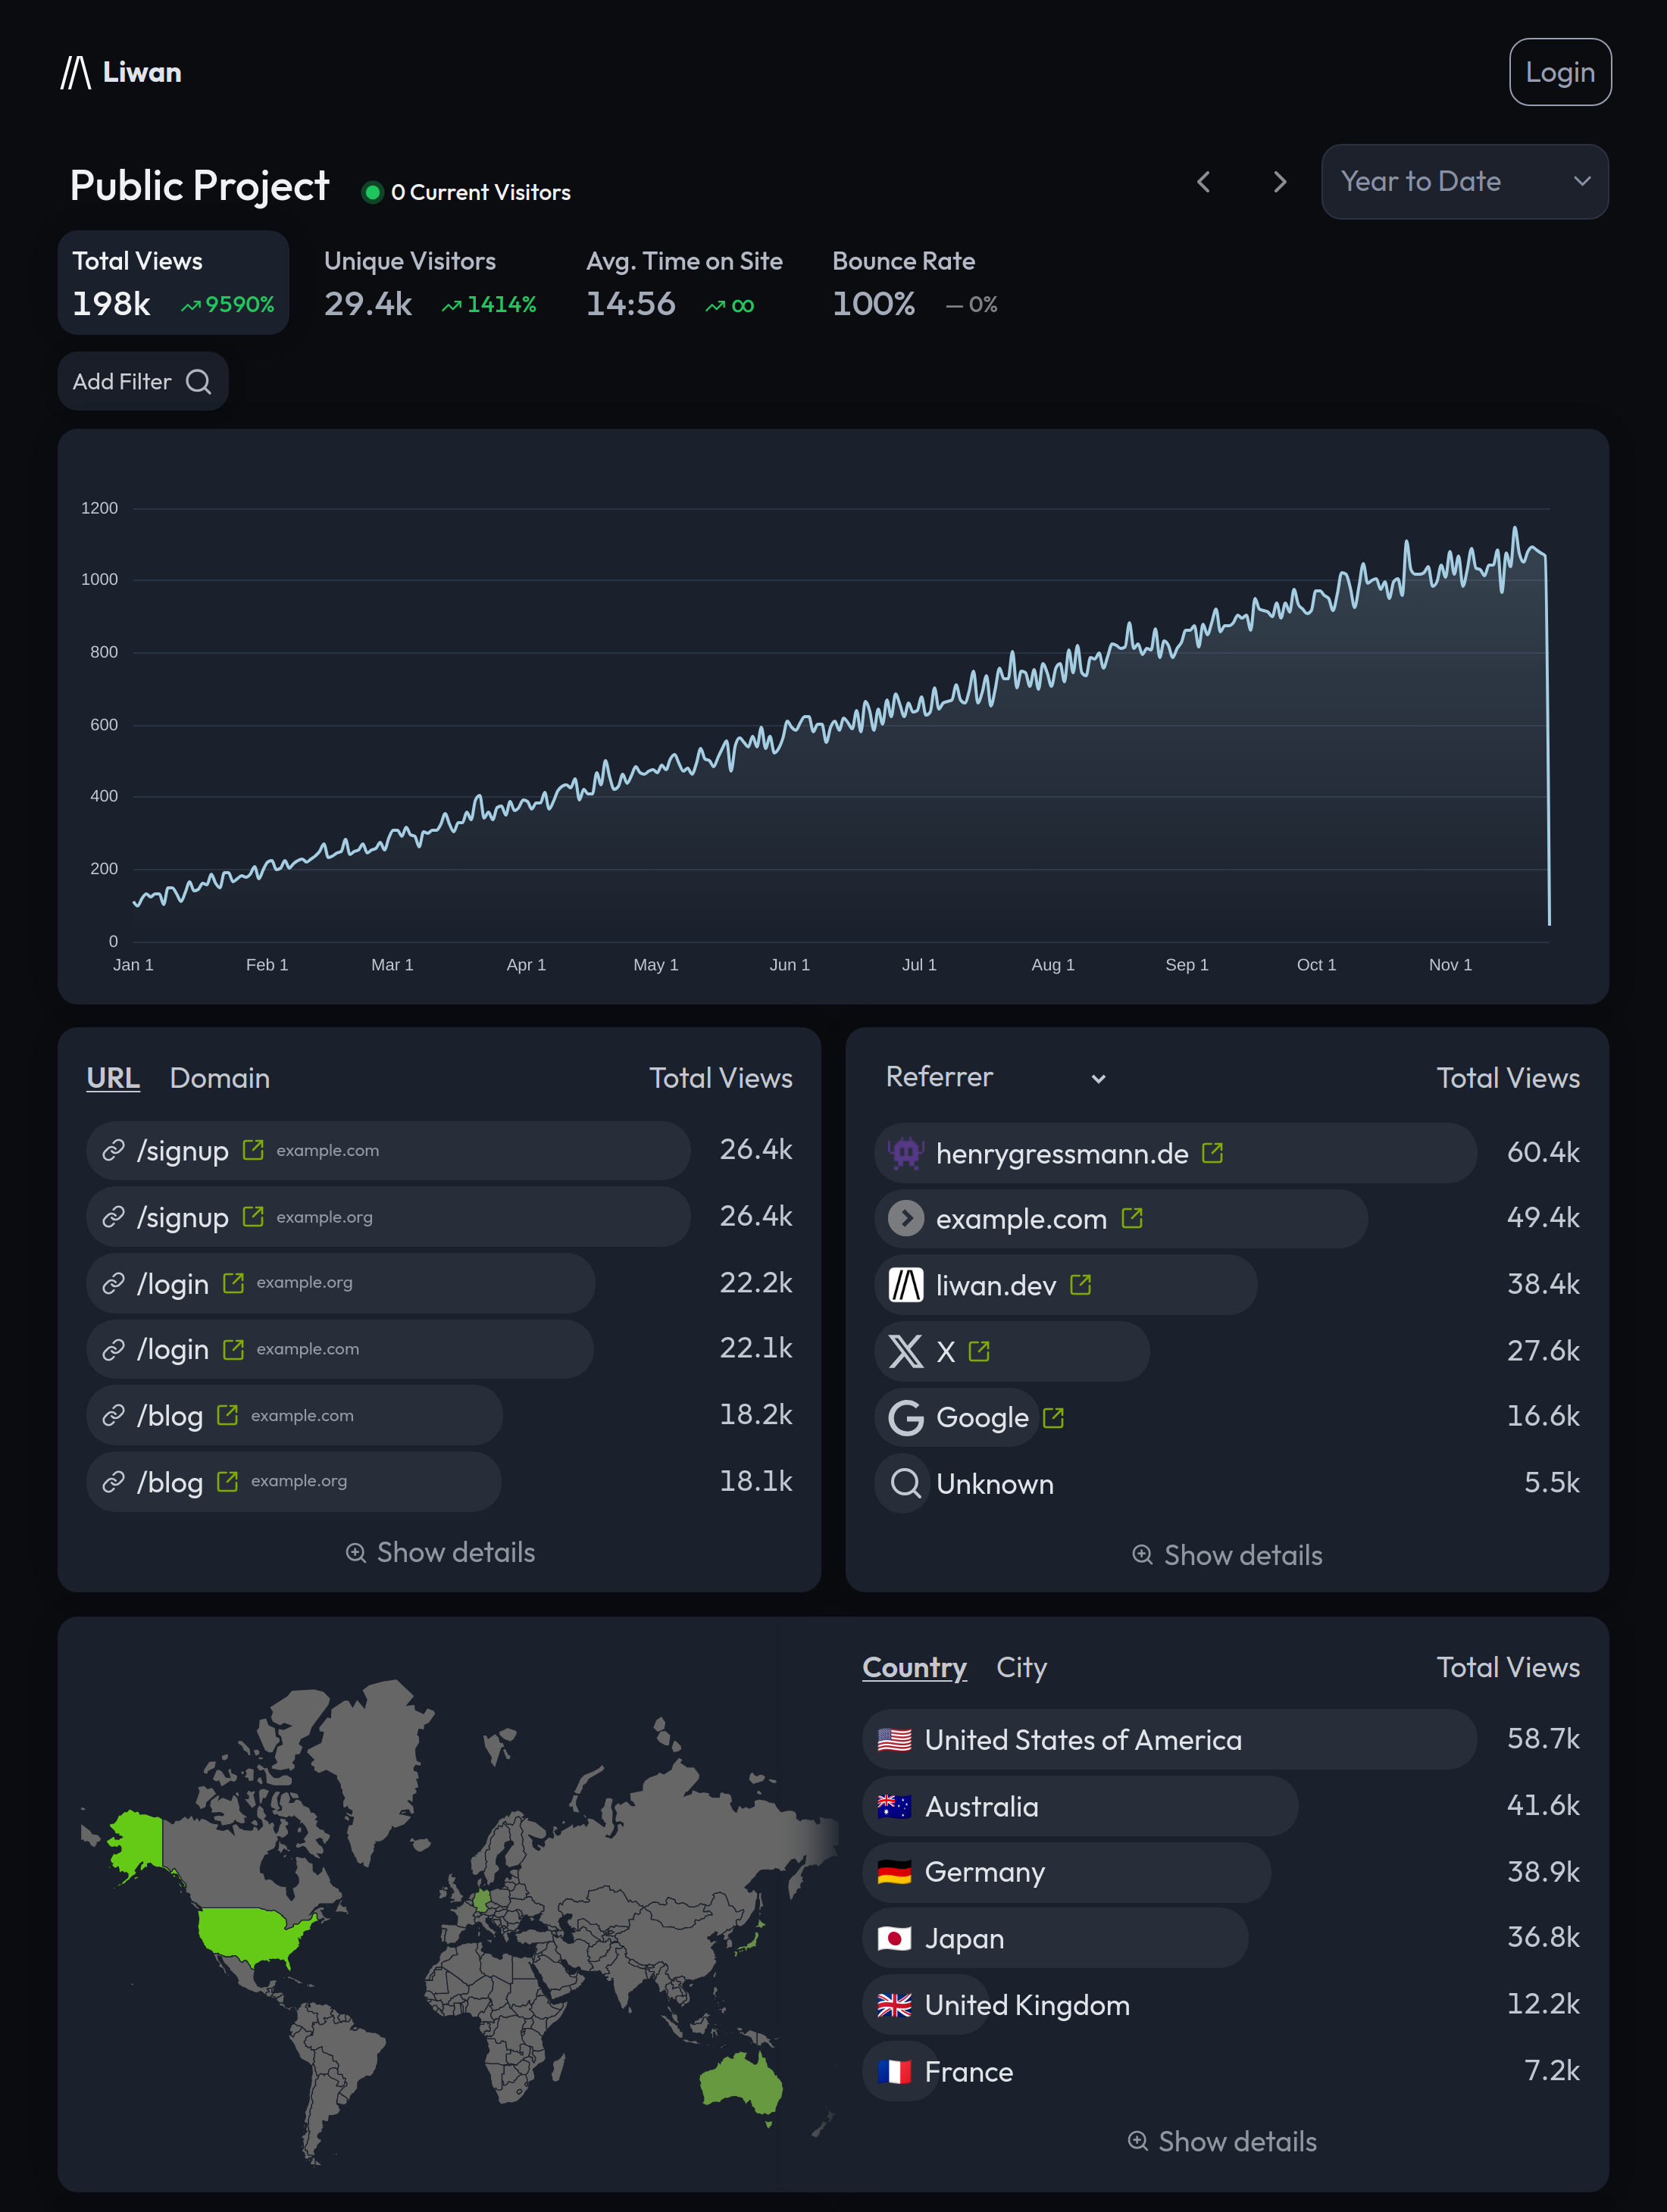 Liwan
Login
Public Project
0 Current Visitors
Year to Date
Total Views
198k
9590%
Unique Visitors
29.4k
1414%
Avg. Time on Site
14:56
∞
Bounce Rate
100%
0%
Add Filter
1200
1000
800
600
400
200
0
Jan 1
Feb 1
Mar 1
Apr 1
May 1
Jun 1
Jul 1
Aug 1
Sep 1
Oct 1
Nov 1
URL Domain Total Views
/signup example.com 26.4k
/signup example.org 26.4k
/login example.org 22.2k
/login example.com 22.1k
/blog example.com 18.2k
/blog example.org 18.1k
Show details
Referrer Total Views
henrygressmann.de 60.4k
example.com 49.4k
liwan.dev 38.4k
X 27.6k
Google 16.6k
Unknown 5.5k
Show details
Country City Total Views
United States of America 58.7k
Australia 41.6k
Germany 38.9k
Japan 36.8k
United Kingdom 12.2k
France 7.2k
Show details